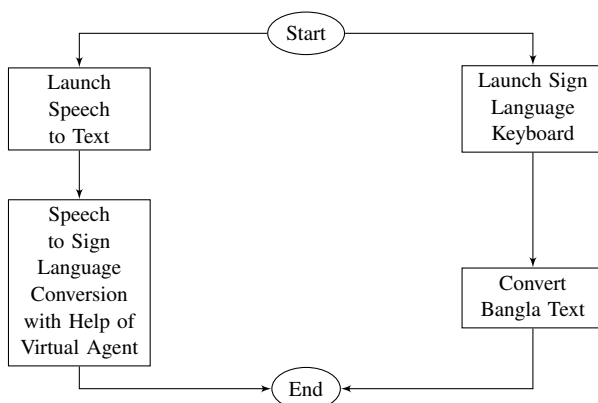 Start
Launch
Speech
to Text
Launch Sign
Language
Keyboard
Speech
to Sign
Language
Conversion
with Help of
Virtual Agent
Convert
Bangla Text
End